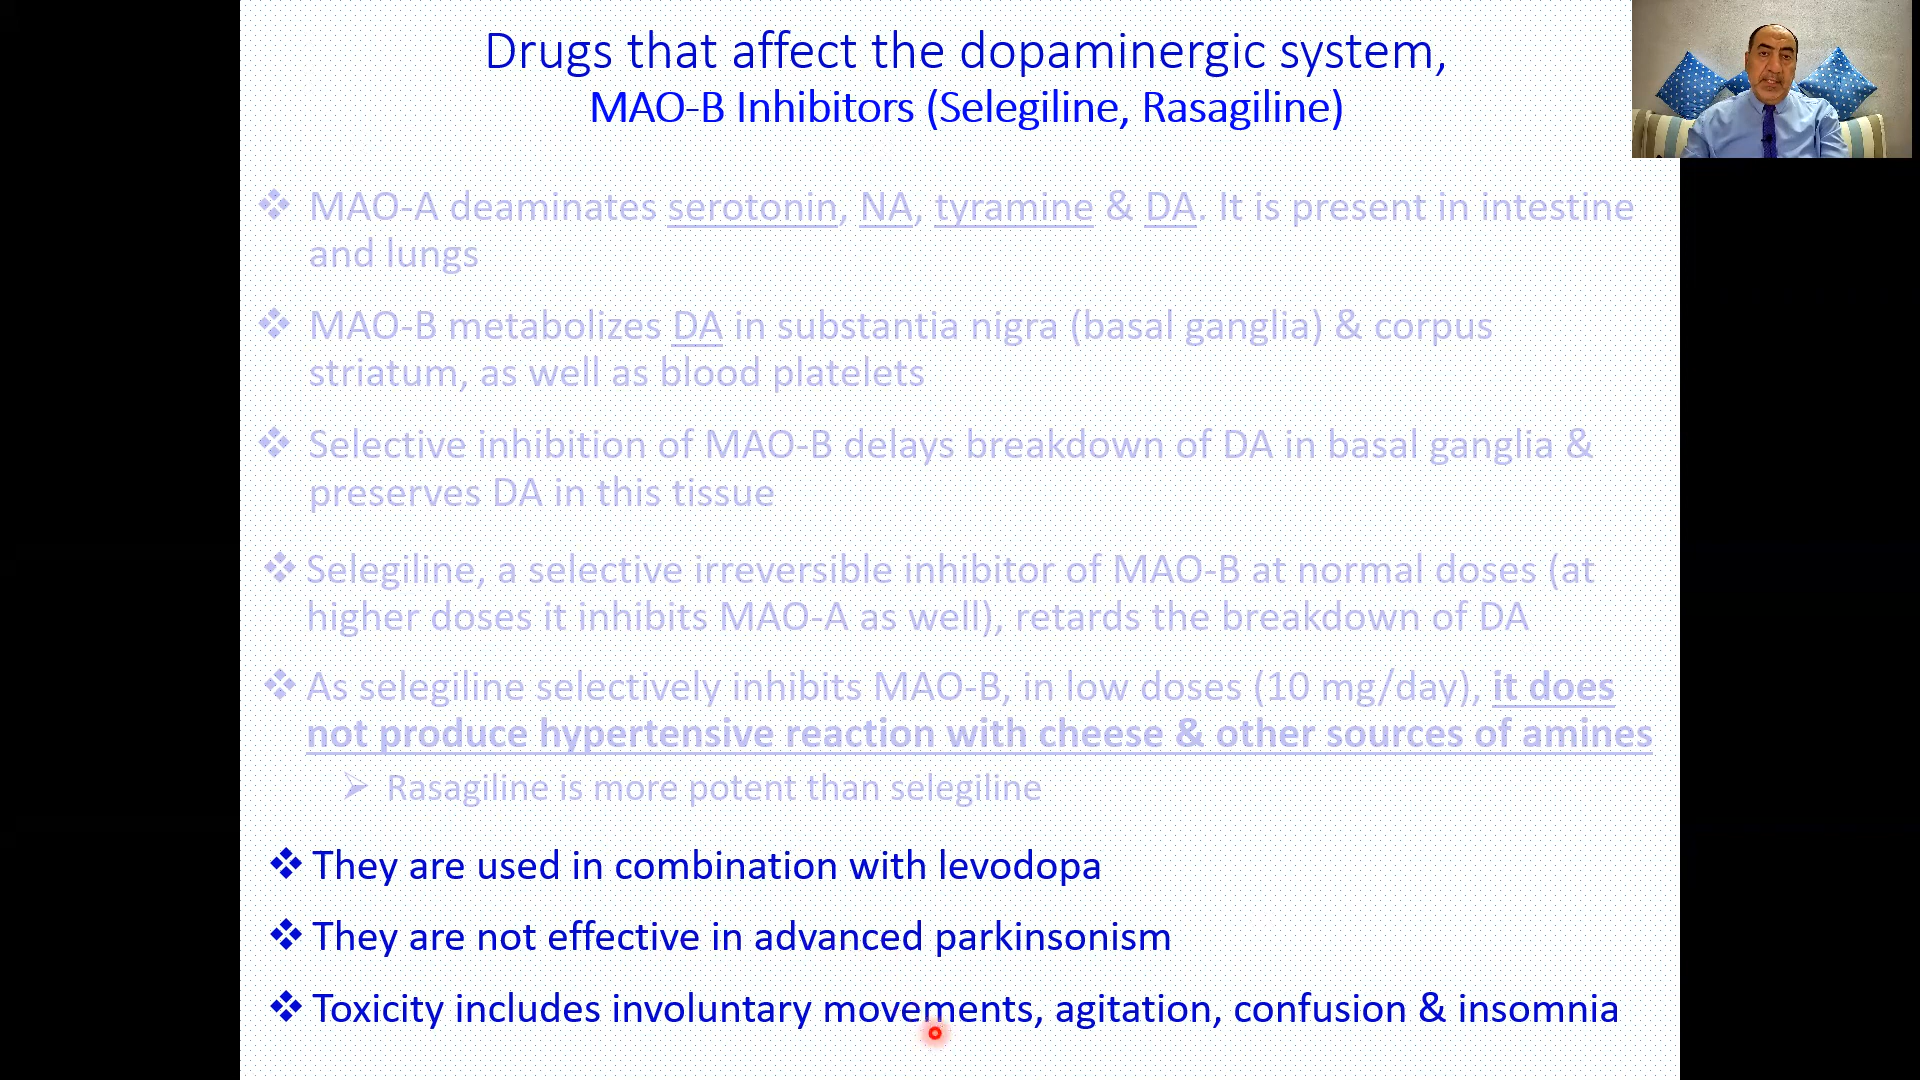 Drugs that affect the dopaminergic system,
MAO-B Inhibitors (Selegiline, Rasagiline)
❖ MAO-A deaminates serotonin, NA, tyramine & DA. It is present in intestine
and lungs
❖ MAO-B metabolizes DA in substantia nigra (basal ganglia) & corpus
striatum, as well as blood platelets
❖ Selective inhibition of MAO-B delays breakdown of DA in basal ganglia &
preserves DA in this tissue
❖ Selegiline, a selective irreversible inhibitor of MAO-B at normal doses (at
higher doses it inhibits MAO-A as well), retards the breakdown of DA
❖ As selegiline selectively inhibits MAO-B, in low doses (10 mg/day), it does
not produce hypertensive reaction with cheese & other sources of amines
➢ Rasagiline is more potent than selegiline
❖ They are used in combination with levodopa
❖ They are not effective in advanced parkinsonism
❖ Toxicity includes involuntary movements, agitation, confusion & insomnia